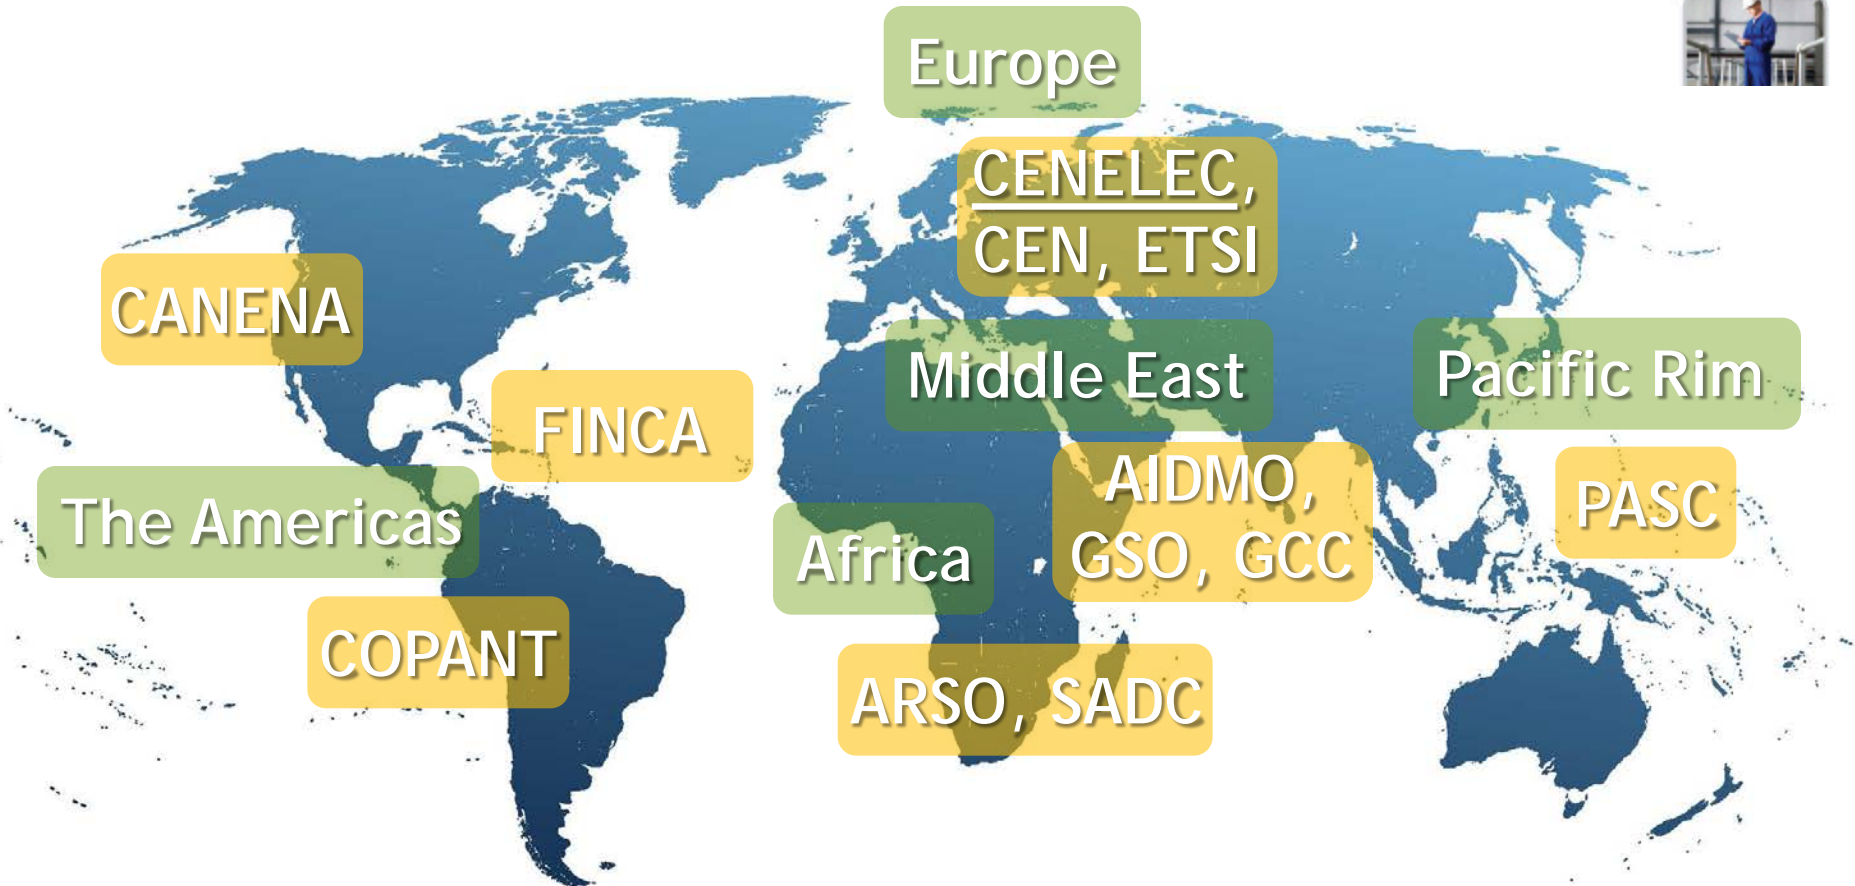 Europe
CENELEC,
CEN, ETSI
CANENA
Middle East
Pacific Rim
FINCA
The Americas
AIDMO,
GSO, GCC
PASC
Africa
COPANT
ARSO, SADC